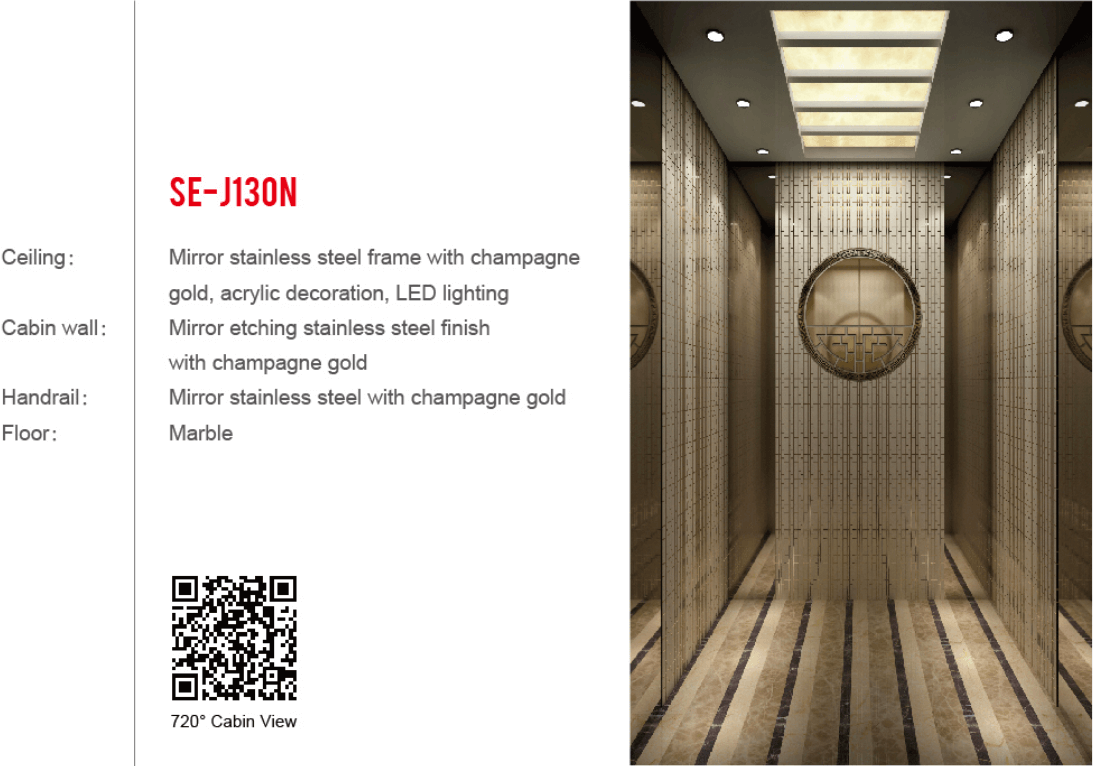 SE-J130N
Ceiling: Mirror stainless steel frame with champagne
gold, acrylic decoration, LED lighting
Cabin wall: Mirror etching stainless steel finish
with champagne gold
Handrail: Mirror stainless steel with champagne gold
Floor: Marble
720° Cabin View